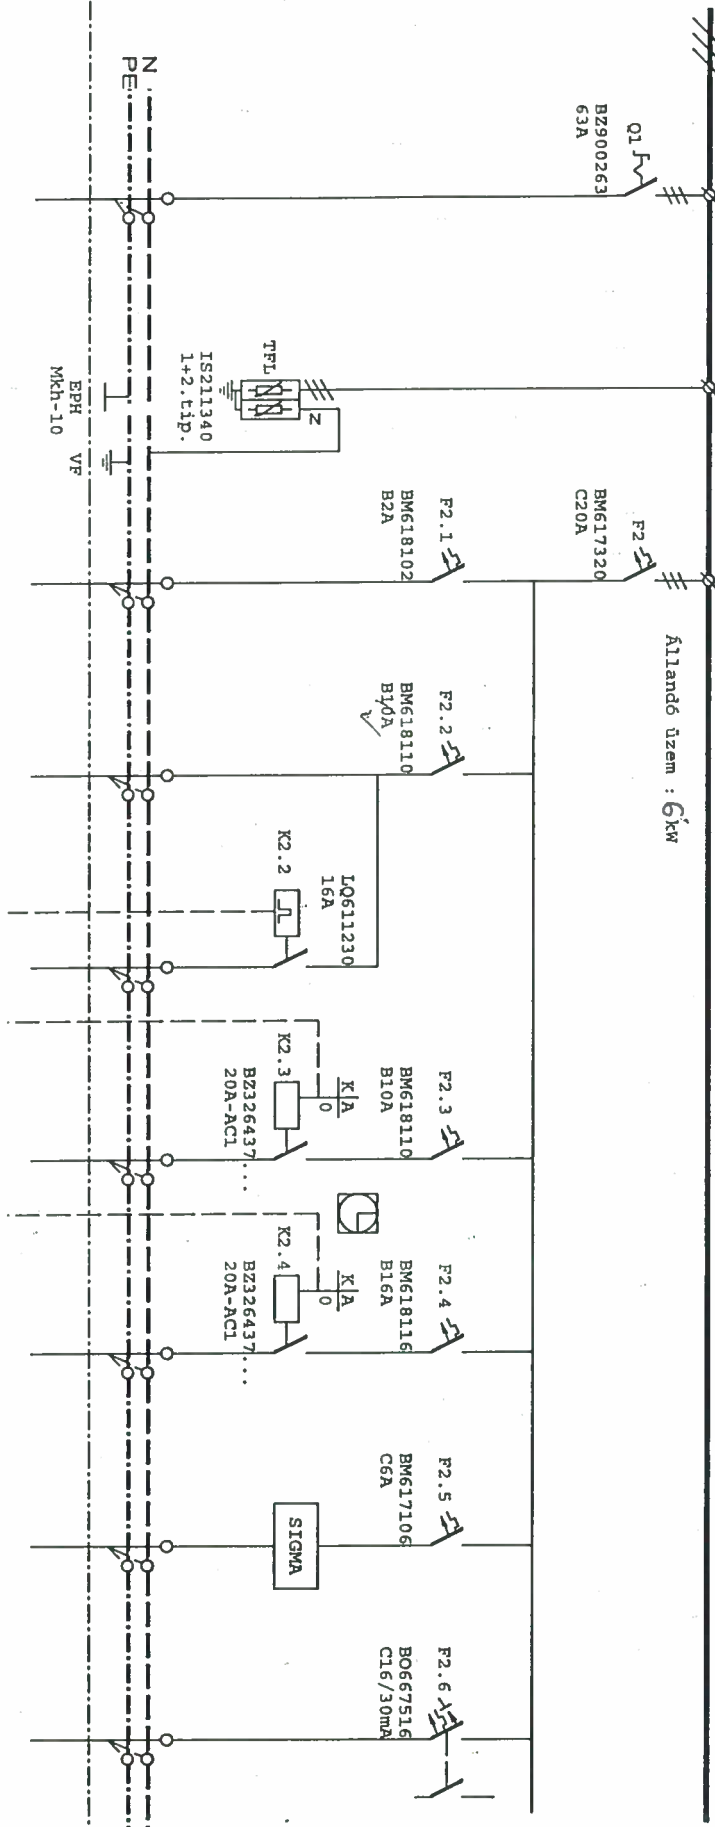 N
PE
Q1
BZ900263
63A
TFL
IS211340
1+2.tip.
N
EPH
Mkh-10
VF
F2
BM617320
C20A
Állandó üzem : 6 kW
F2.1
BM618102
B2A
F2.2
BM618110
B10A
K2.2
LQ611230
16A
F2.3
BM618110
B10A
K A
0
K2.3
BZ326437...
20A-AC1
F2.4
BM618116
B16A
K A
0
K2.4
BZ326437...
20A-AC1
F2.5
BM617106
C6A
SIGMA
F2.6
BO667516
C16/30mA